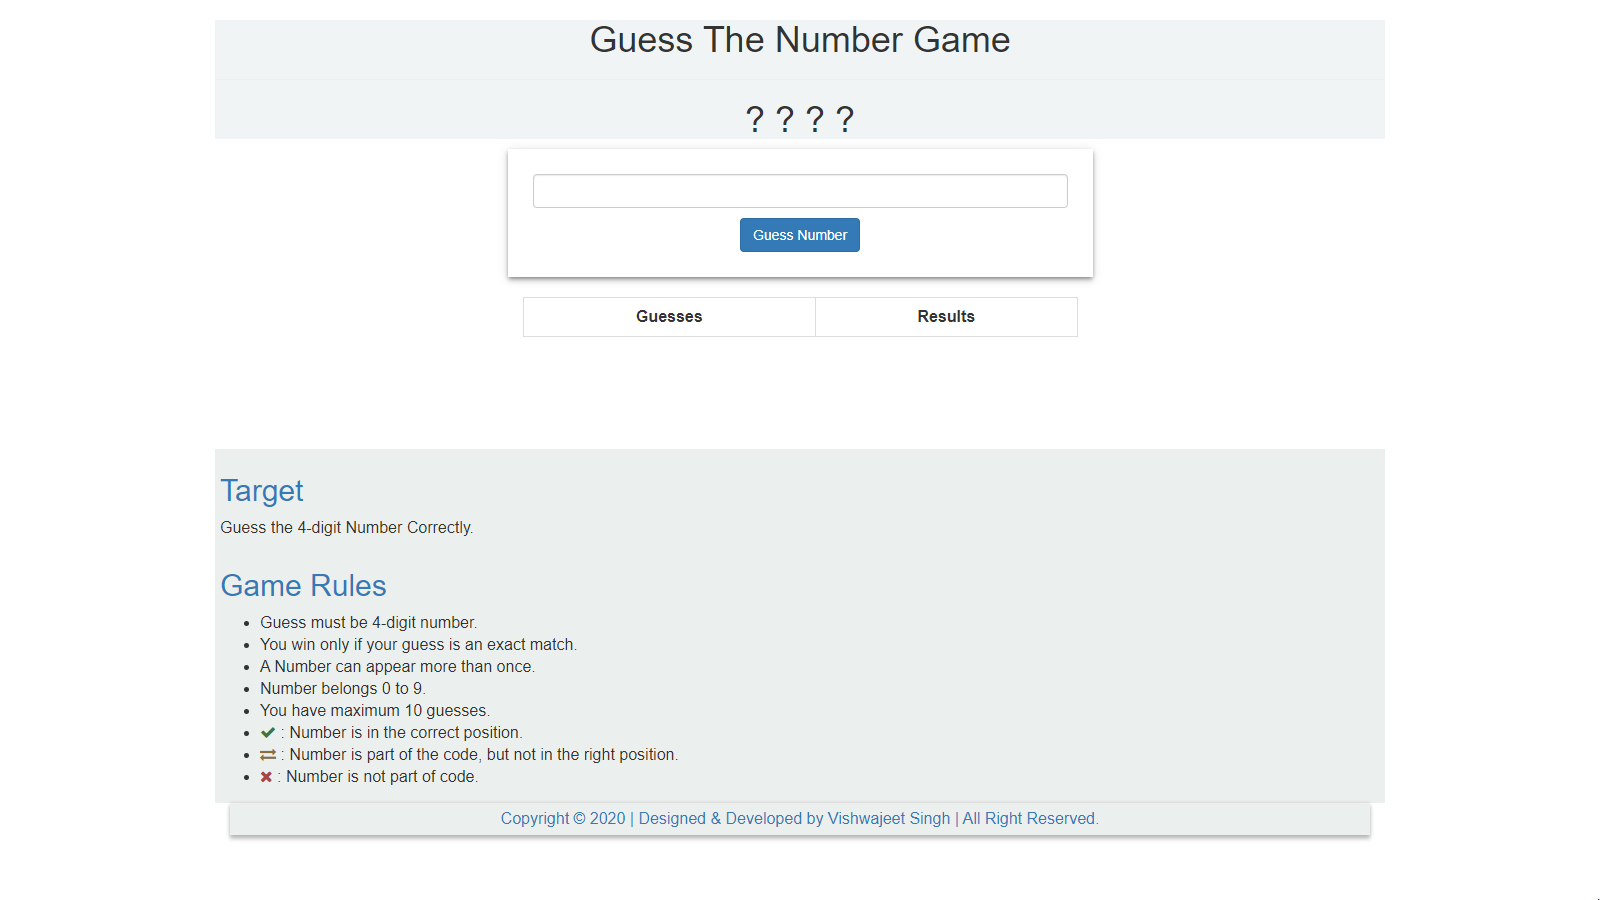 Guess The Number Game
? ? ? ?
Guess Number
Guesses Results
Target
Guess the 4-digit Number Correctly.
Game Rules
Guess must be 4-digit number.
You win only if your guess is an exact match.
A Number can appear more than once.
Number belongs 0 to 9.
You have maximum 10 guesses.
: Number is in the correct position.
: Number is part of the code, but not in the right position.
: Number is not part of code.
Copyright © 2020 | Designed & Developed by Vishwajeet Singh | All Right Reserved.